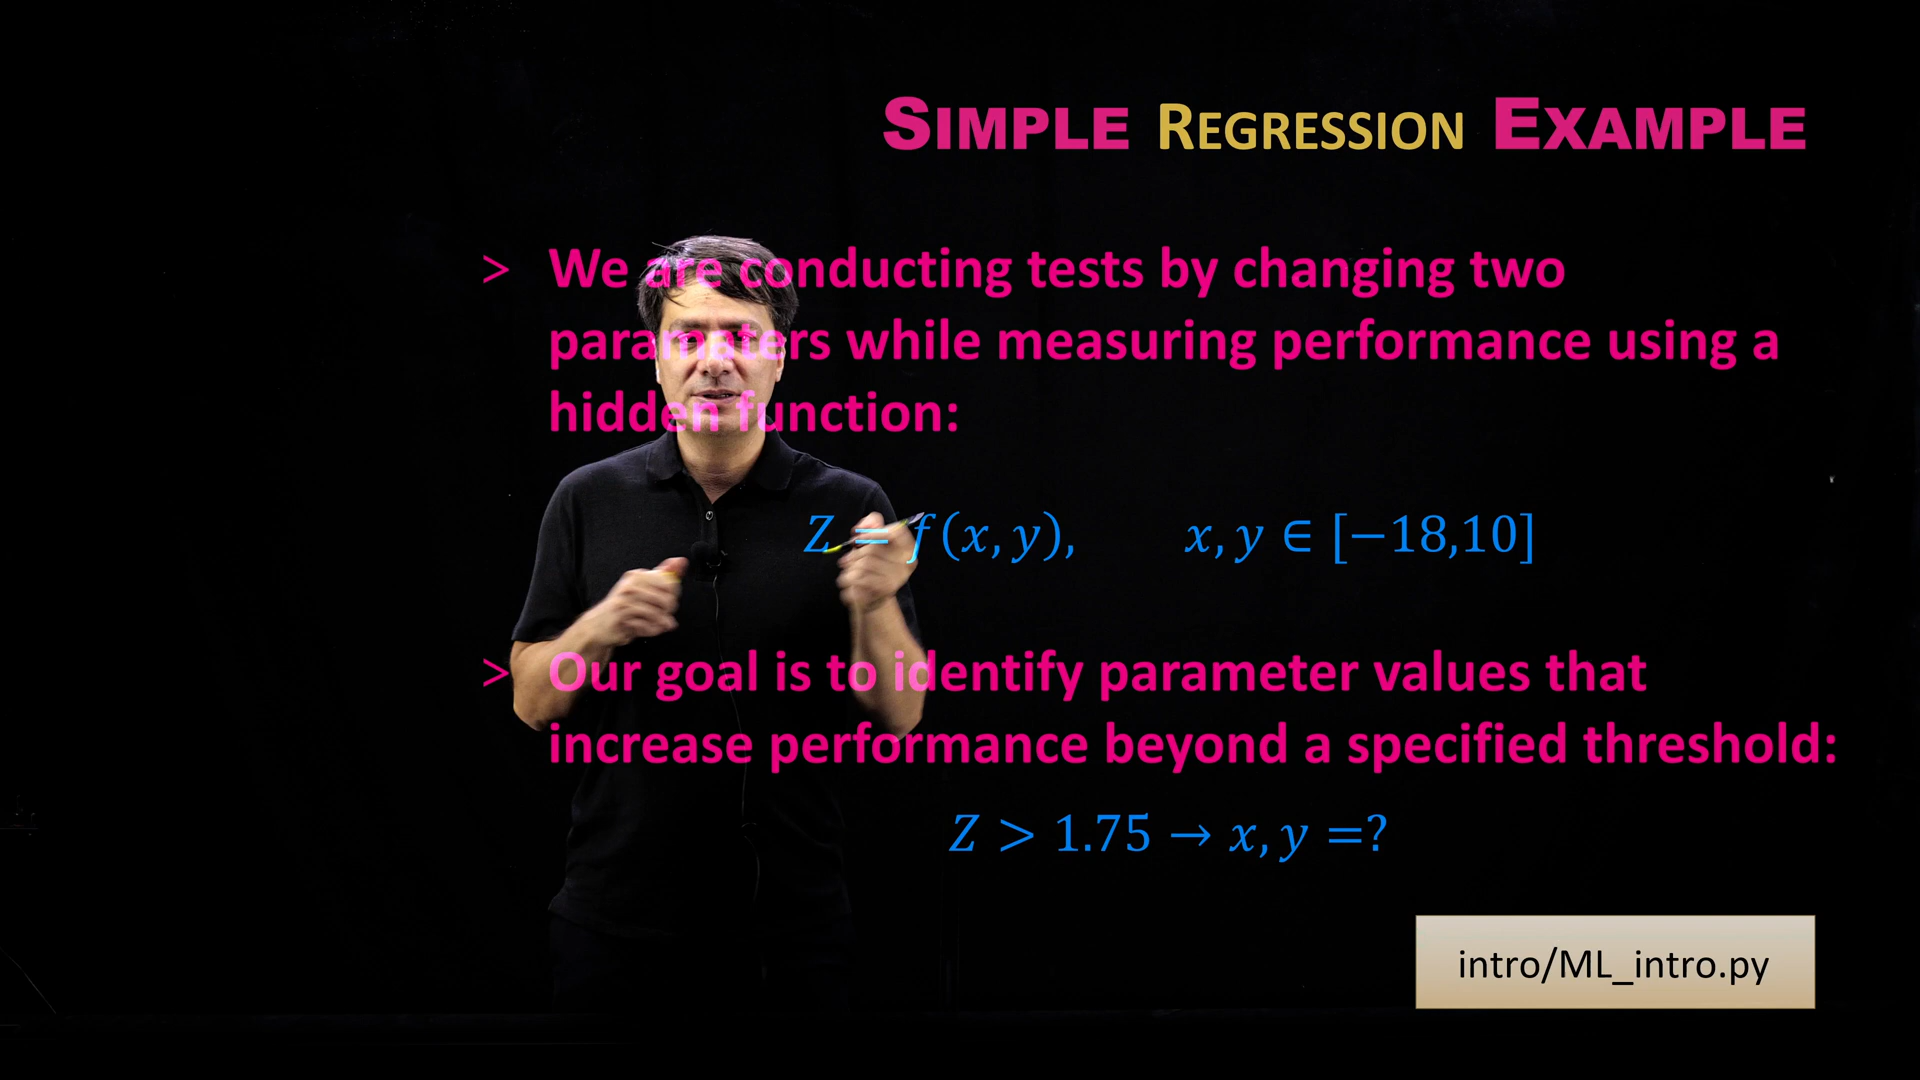 SIMPLE REGRESSION EXAMPLE
> We are conducting tests by changing two
paramaters while measuring performance using a
hidden function:
Z = f(x, y), x, y ∈ [−18,10]
> Our goal is to identify parameter values that
increase performance beyond a specified threshold:
Z > 1.75 → x, y =?
intro/ML_intro.py